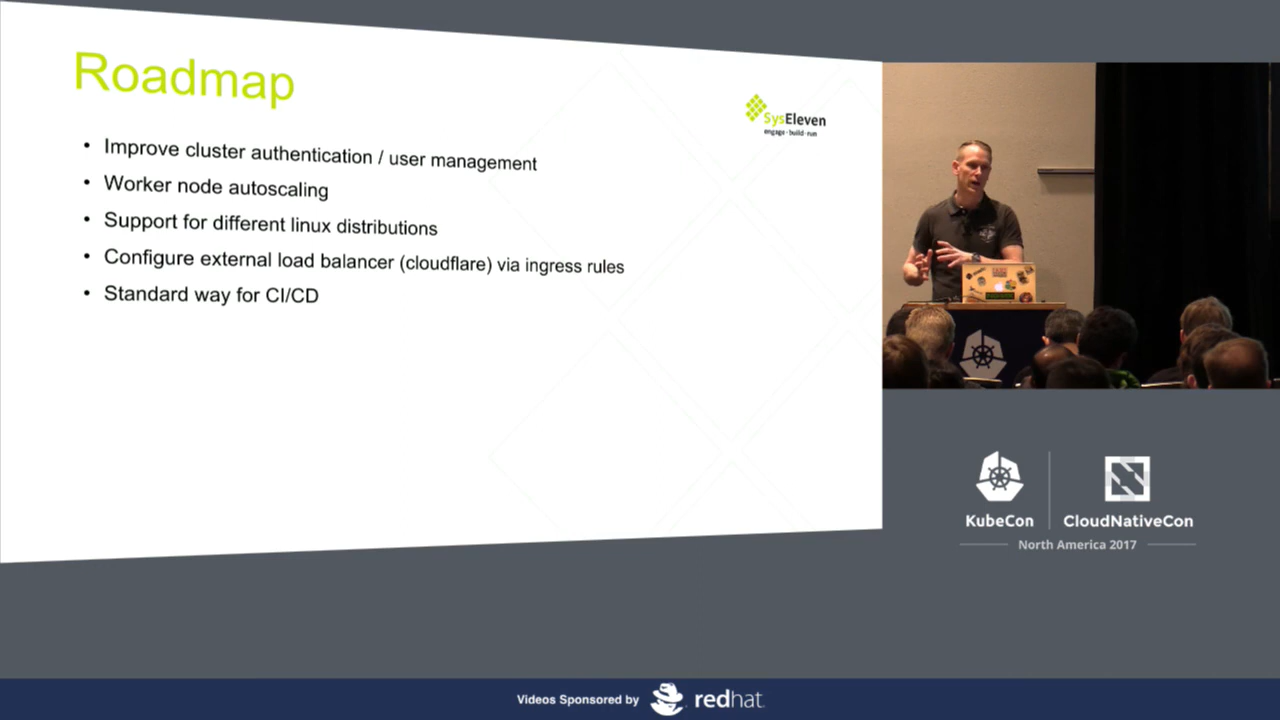 Roadmap
SysEleven
engage · build · run
• Improve cluster authentication / user management
• Worker node autoscaling
• Support for different linux distributions
• Configure external load balancer (cloudflare) via ingress rules
• Standard way for CI/CD
KubeCon
CloudNativeCon
North America 2017
Videos Sponsored by
redhat.